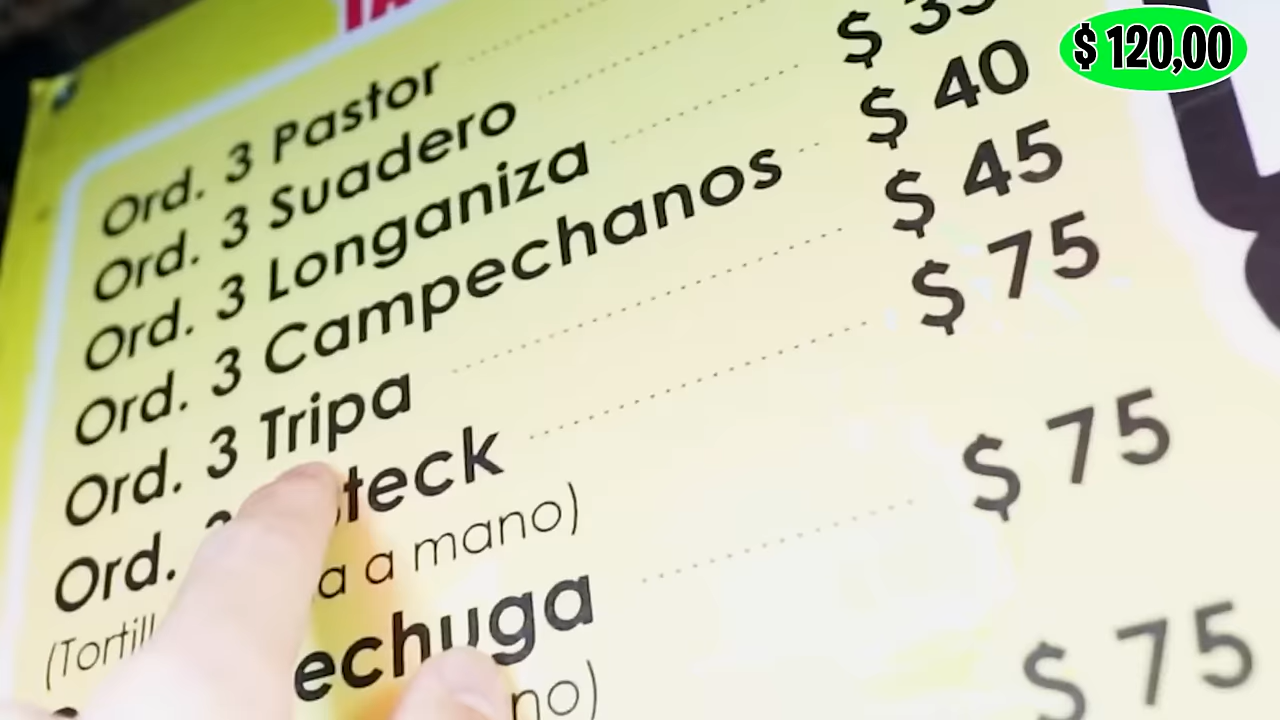 $ 120,00
Ord. 3 Pastor
Ord. 3 Suadero
Ord. 3 Longaniza $ 35
Ord. 3 Campechanos $ 40
Ord. 3 Tripa $ 45
Ord. teck $ 75
(Tortill a a mano)
echuga $ 75
no)
$ 75